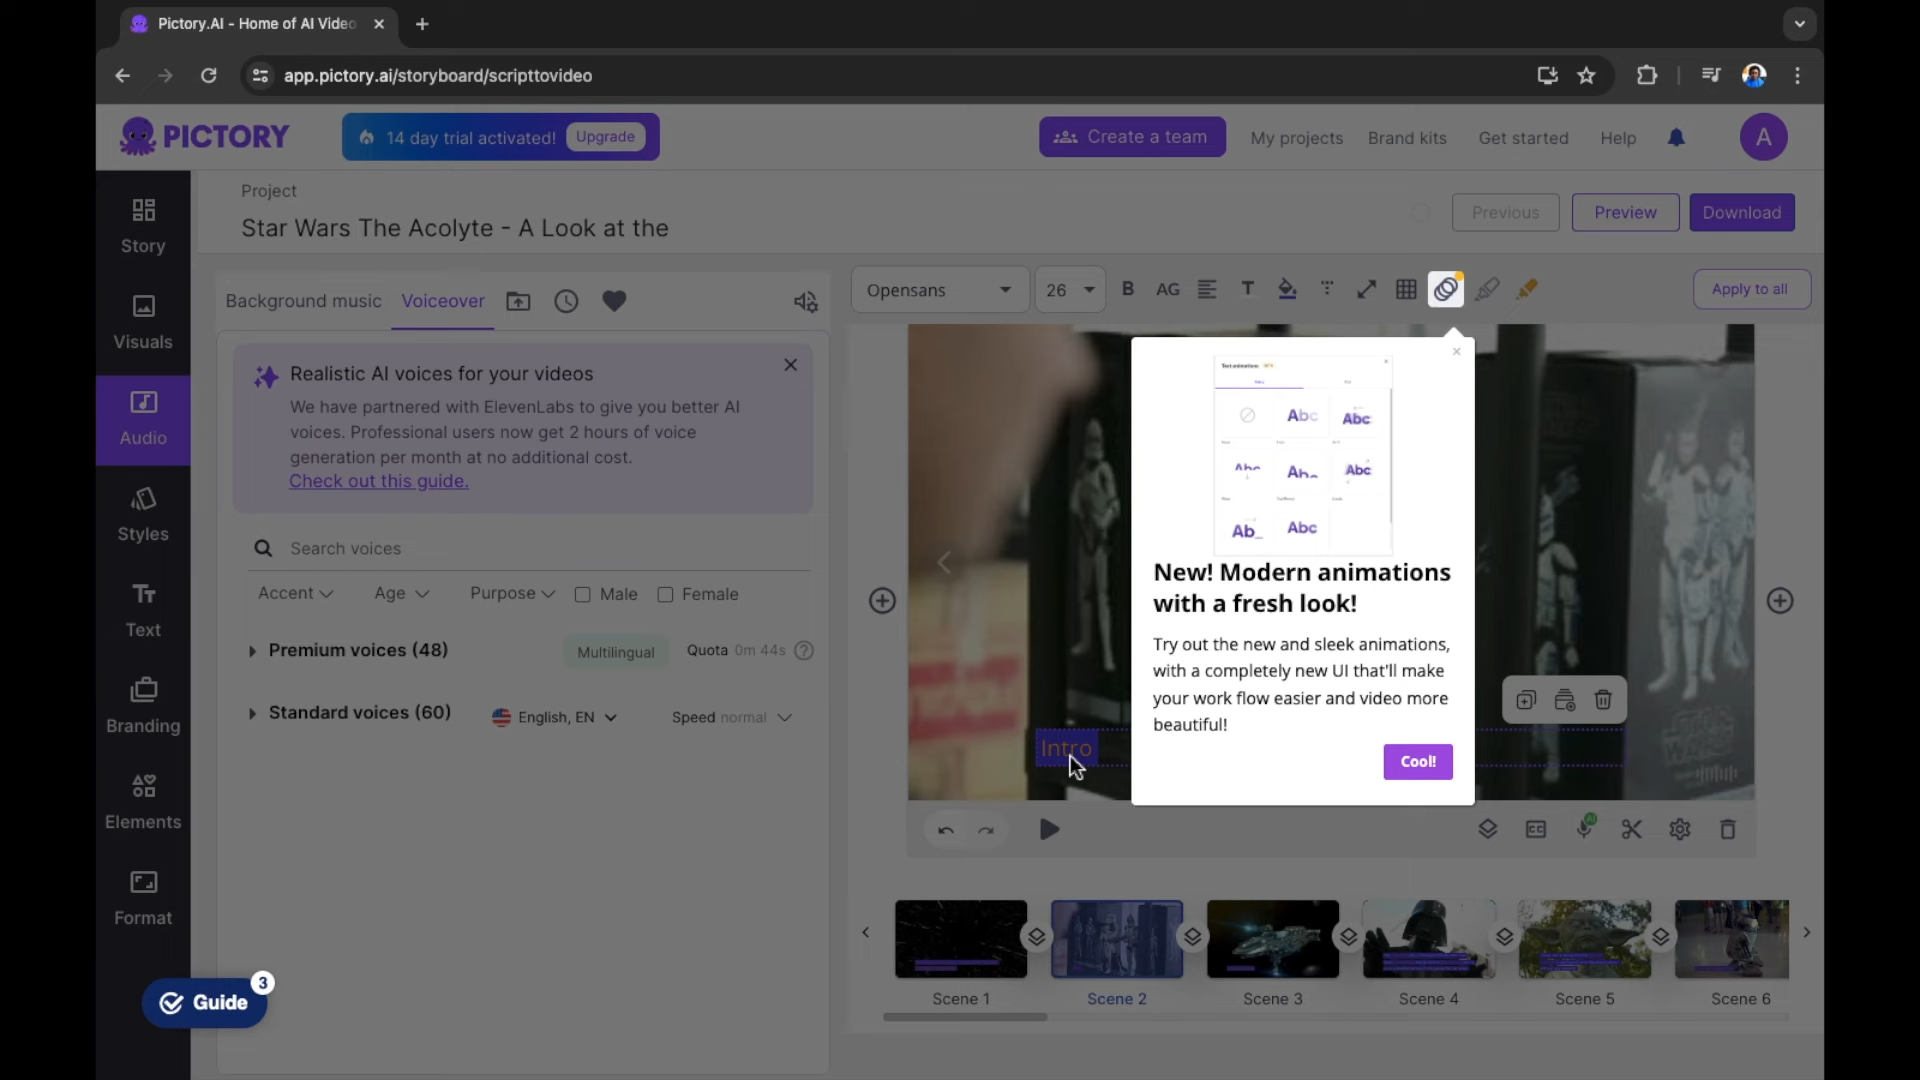 Pictory.AI - Home of AI Video
app.pictory.ai/storyboard/scripttovideo
PICTORY
14 day trial activated!
Upgrade
Create a team
My projects
Brand kits
Get started
Help
A
Project
Star Wars The Acolyte - A Look at the
Previous
Preview
Download
Story
Visuals
Audio
Styles
Text
Branding
Elements
Format
Background music
Voiceover
Opensans
26
B
AG
T
Apply to all
Realistic AI voices for your videos
We have partnered with ElevenLabs to give you better AI
voices. Professional users now get 2 hours of voice
generation per month at no additional cost.
Check out this guide.
Search voices
Accent
Age
Purpose
Male
Female
Premium voices (48)
Multilingual
Quota 0m 44s
Standard voices (60)
English, EN
Speed normal
Text animation
Intro
Abc
Abc
Abc
Ab_
Abc
New! Modern animations
with a fresh look!
Try out the new and sleek animations,
with a completely new UI that'll make
your work flow easier and video more
beautiful!
Cool!
Intro
CC
AI
Scene 1
Scene 2
Scene 3
Scene 4
Scene 5
Scene 6
Guide
3